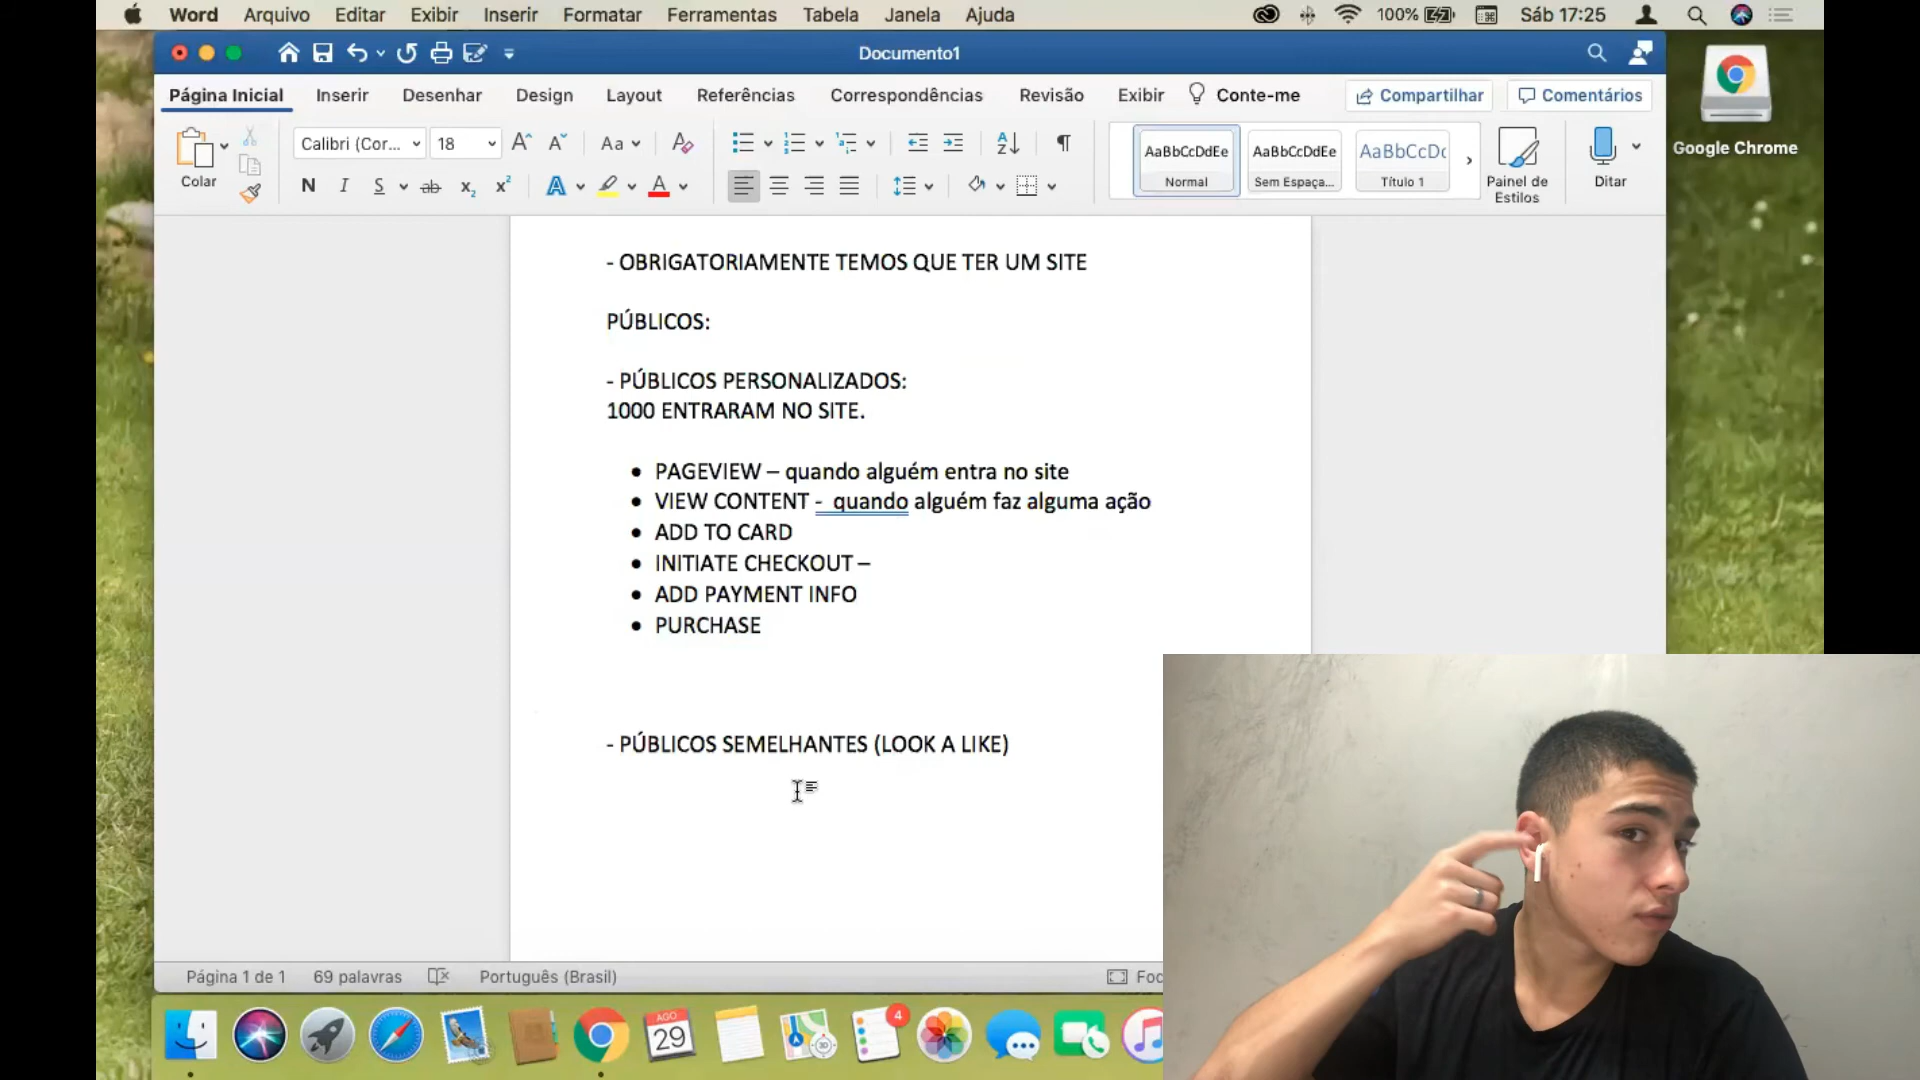 Word Arquivo Editar Exibir Inserir Formatar Ferramentas Tabela Janela Ajuda 100% Sáb 17:25
Documento1
Google Chrome
Página Inicial Inserir Desenhar Design Layout Referências Correspondências Revisão Exibir Conte-me Compartilhar Comentários
Colar
Calibri (Cor... 18 A A Aa A
N I S ab x2 x2 A A
AaBbCcDdEe
Normal
AaBbCcDdEe
Sem Espaça...
AaBbCcDc
Título 1
Painel de
Estilos
Ditar
- OBRIGATORIAMENTE TEMOS QUE TER UM SITE
PÚBLICOS:
- PÚBLICOS PERSONALIZADOS:
1000 ENTRARAM NO SITE.
• PAGEVIEW – quando alguém entra no site
• VIEW CONTENT - quando alguém faz alguma ação
• ADD TO CARD
• INITIATE CHECKOUT –
• ADD PAYMENT INFO
• PURCHASE
- PÚBLICOS SEMELHANTES (LOOK A LIKE)
Página 1 de 1 69 palavras Português (Brasil) Foc
AGO
29
4